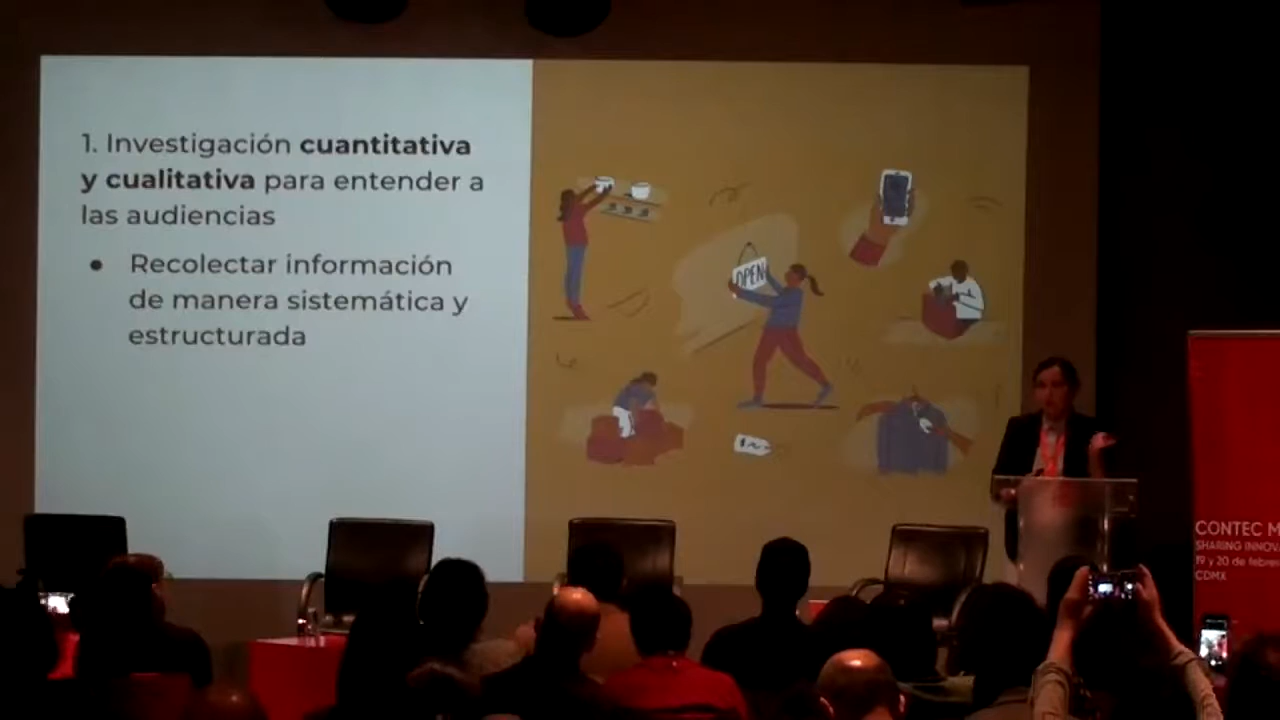 1. Investigación cuantitativa
y cualitativa para entender a
las audiencias
● Recolectar información
de manera sistemática y
estructurada
OPEN
CONTEC M
SHARING INNOV
19 y 20 de febre
CDMX